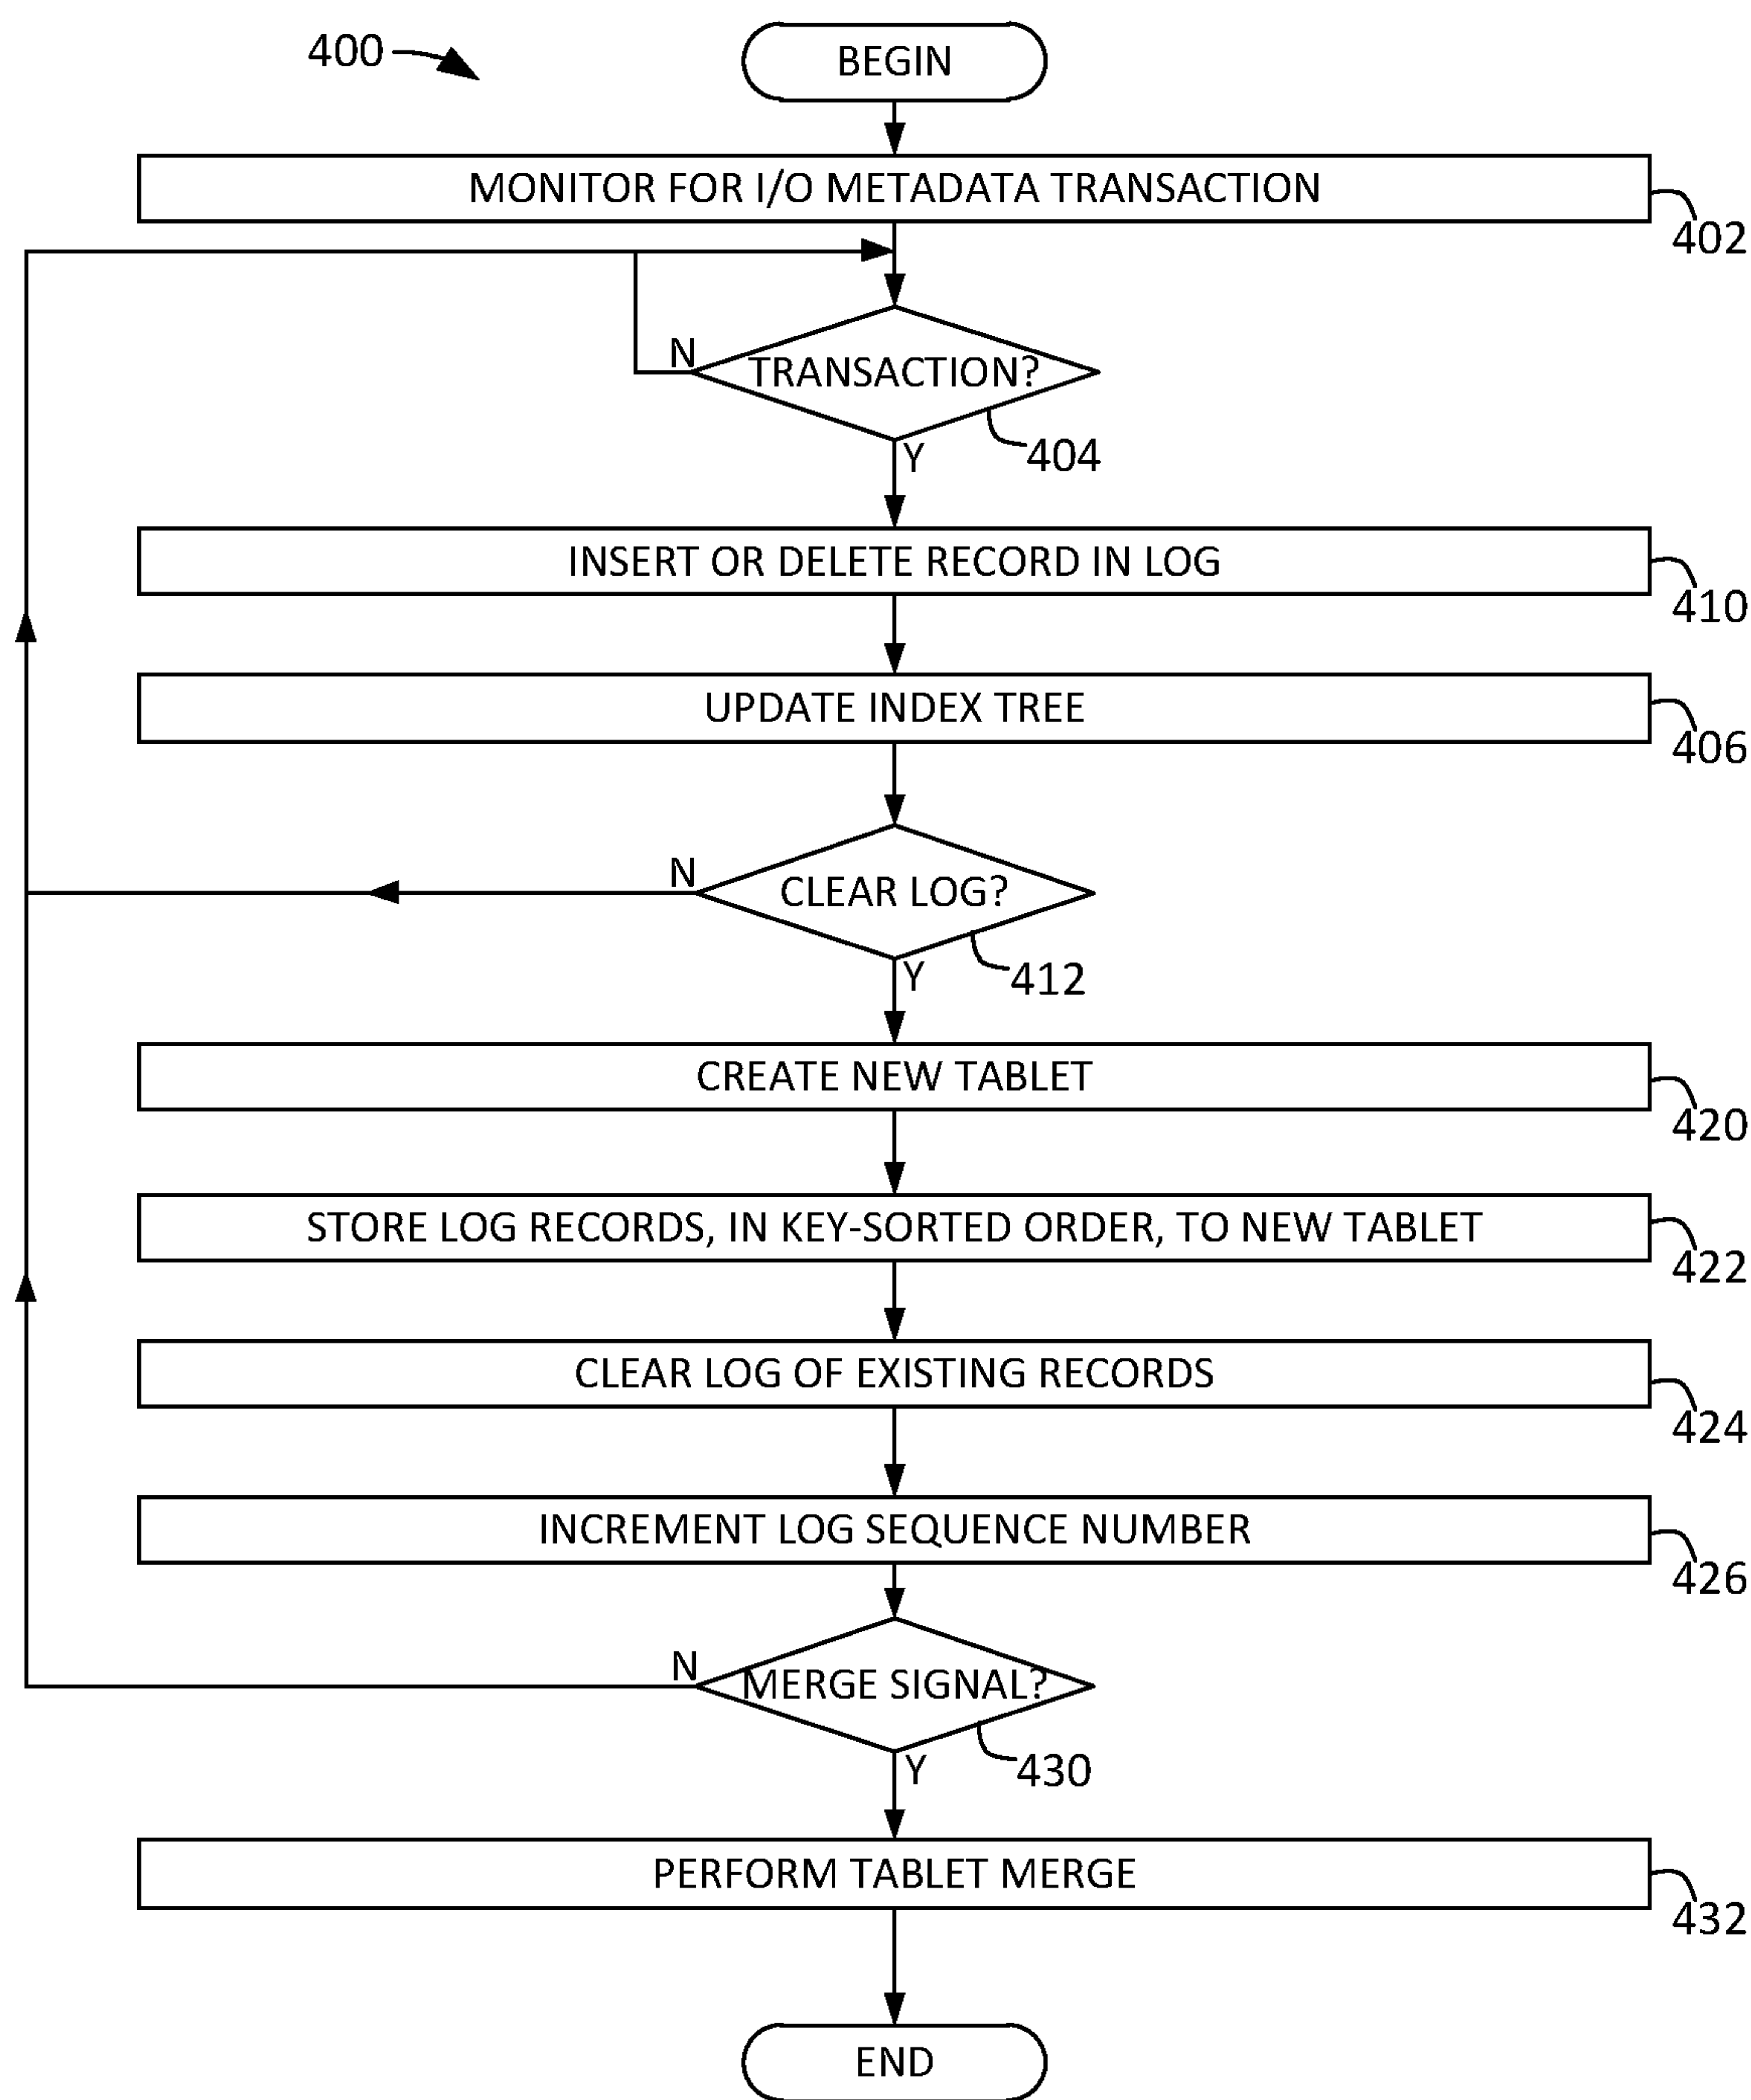 400
BEGIN
MONITOR FOR I/O METADATA TRANSACTION
402
N
TRANSACTION?
Y
404
INSERT OR DELETE RECORD IN LOG
410
UPDATE INDEX TREE
406
N
CLEAR LOG?
Y
412
CREATE NEW TABLET
420
STORE LOG RECORDS, IN KEY-SORTED ORDER, TO NEW TABLET
422
CLEAR LOG OF EXISTING RECORDS
424
INCREMENT LOG SEQUENCE NUMBER
426
N
MERGE SIGNAL?
Y
430
PERFORM TABLET MERGE
432
END